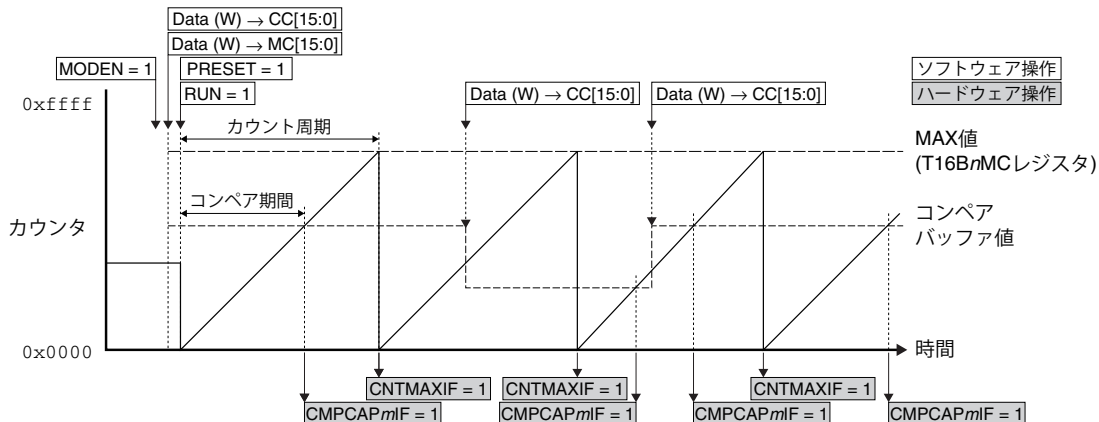 Data (W) → CC[15:0]
Data (W) → MC[15:0]
MODEN = 1
PRESET = 1
RUN = 1
Data (W) → CC[15:0]
Data (W) → CC[15:0]
ソフトウェア操作
ハードウェア操作
0xffff
カウント周期
MAX値
(T16BnMCレジスタ)
コンペア期間
カウンタ
コンペア
バッファ値
0x0000
時間
CNTMAXIF = 1
CNTMAXIF = 1
CNTMAXIF = 1
CMPCAPmIF = 1
CMPCAPmIF = 1
CMPCAPmIF = 1
CMPCAPmIF = 1